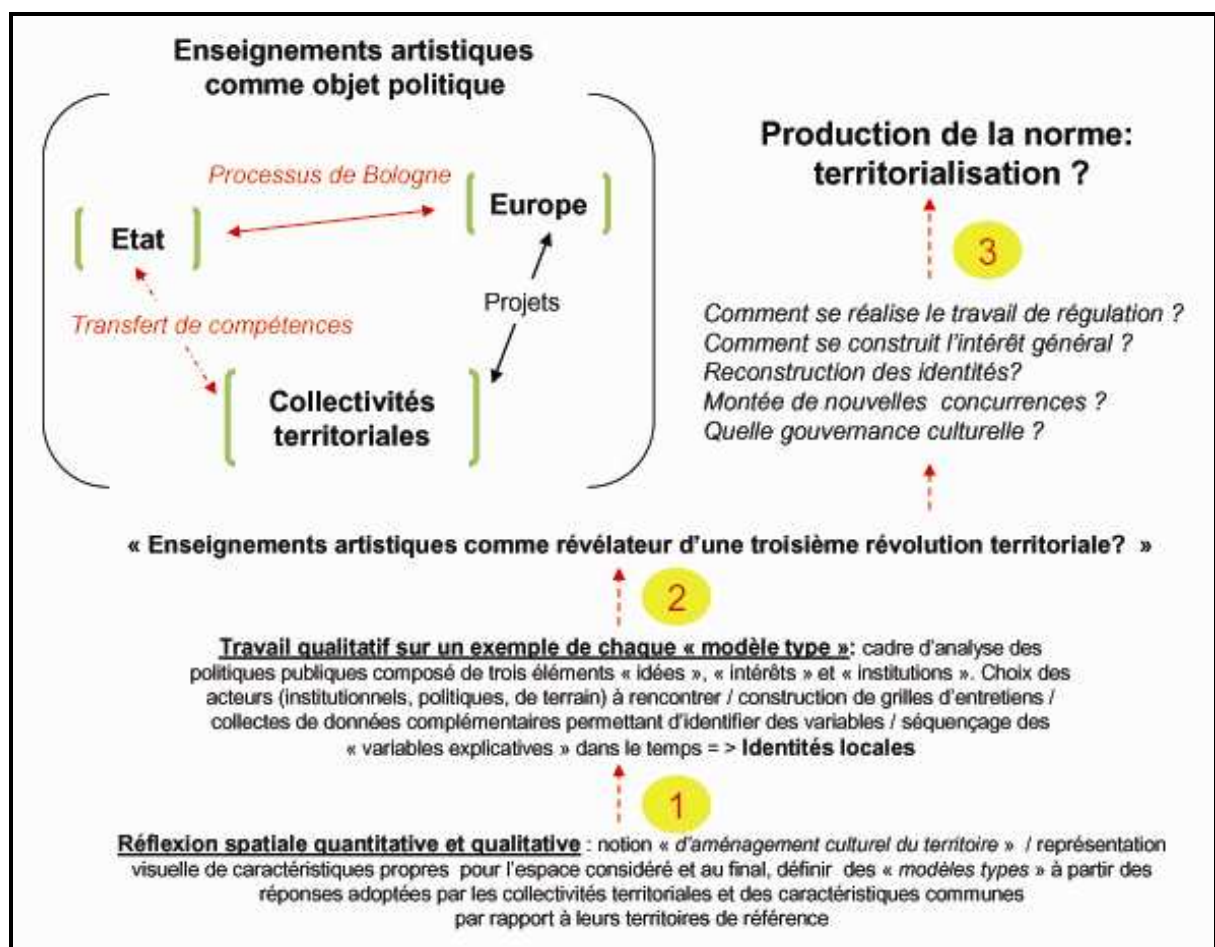 Enseignements artistiques
comme objet politique
Processus de Bologne
Etat
Europe
Transfert de compétences
Projets
Collectivités
territoriales
Production de la norme:
territorialisation ?
3
Comment se réalise le travail de régulation ?
Comment se construit l'intérêt général ?
Reconstruction des identités?
Montée de nouvelles concurrences ?
Quelle gouvernance culturelle ?
« Enseignements artistiques comme révélateur d'une troisième révolution territoriale? »
2
Travail qualitatif sur un exemple de chaque « modèle type »: cadre d'analyse des
politiques publiques composé de trois éléments « idées », « intérêts » et « institutions ». Choix des
acteurs (institutionnels, politiques, de terrain) à rencontrer / construction de grilles d'entretiens /
collectes de données complémentaires permettant d'identifier des variables / séquençage des
« variables explicatives » dans le temps = > Identités locales
1
Réflexion spatiale quantitative et qualitative : notion « d'aménagement culturel du territoire » / représentation
visuelle de caractéristiques propres pour l'espace considéré et au final, définir des « modèles types » à partir des
réponses adoptées par les collectivités territoriales et des caractéristiques communes
par rapport à leurs territoires de référence